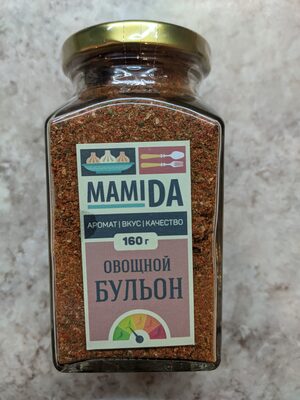 MAMIDA
АРОМАТ|ВКУС|КАЧЕСТВО
160 г
ОВОЩНОЙ
БУЛЬОН